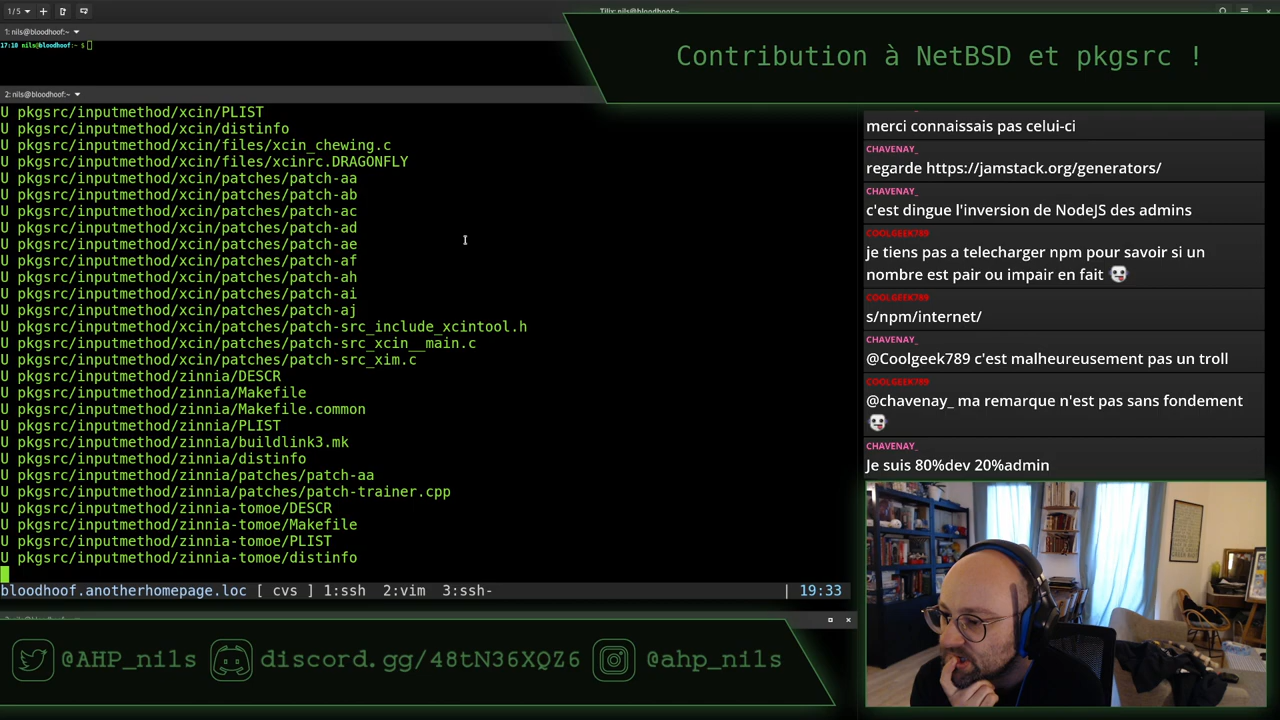 1/5
Tilix: nils@bloodhoof:~
1: nils@bloodhoof:~
17:10 nils@bloodhoof:~ $
Contribution à NetBSD et pkgsrc !
2: nils@bloodhoof:~
U pkgsrc/inputmethod/xcin/PLIST
U pkgsrc/inputmethod/xcin/distinfo
U pkgsrc/inputmethod/xcin/files/xcin_chewing.c
U pkgsrc/inputmethod/xcin/files/xcinrc.DRAGONFLY
U pkgsrc/inputmethod/xcin/patches/patch-aa
U pkgsrc/inputmethod/xcin/patches/patch-ab
U pkgsrc/inputmethod/xcin/patches/patch-ac
U pkgsrc/inputmethod/xcin/patches/patch-ad
U pkgsrc/inputmethod/xcin/patches/patch-ae
U pkgsrc/inputmethod/xcin/patches/patch-af
U pkgsrc/inputmethod/xcin/patches/patch-ah
U pkgsrc/inputmethod/xcin/patches/patch-ai
U pkgsrc/inputmethod/xcin/patches/patch-aj
U pkgsrc/inputmethod/xcin/patches/patch-src_include_xcintool.h
U pkgsrc/inputmethod/xcin/patches/patch-src_xcin__main.c
U pkgsrc/inputmethod/xcin/patches/patch-src_xim.c
U pkgsrc/inputmethod/zinnia/DESCR
U pkgsrc/inputmethod/zinnia/Makefile
U pkgsrc/inputmethod/zinnia/Makefile.common
U pkgsrc/inputmethod/zinnia/PLIST
U pkgsrc/inputmethod/zinnia/buildlink3.mk
U pkgsrc/inputmethod/zinnia/distinfo
U pkgsrc/inputmethod/zinnia/patches/patch-aa
U pkgsrc/inputmethod/zinnia/patches/patch-trainer.cpp
U pkgsrc/inputmethod/zinnia-tomoe/DESCR
U pkgsrc/inputmethod/zinnia-tomoe/Makefile
U pkgsrc/inputmethod/zinnia-tomoe/PLIST
U pkgsrc/inputmethod/zinnia-tomoe/distinfo
bloodhoof.anotherhomepage.loc [ cvs ] 1:ssh 2:vim 3:ssh- | 19:33
merci connaissais pas celui-ci
CHAVENAY_
regarde https://jamstack.org/generators/
CHAVENAY_
c'est dingue l'inversion de NodeJS des admins
COOLGEEK789
je tiens pas a telecharger npm pour savoir si un
nombre est pair ou impair en fait
COOLGEEK789
s/npm/internet/
CHAVENAY_
@Coolgeek789 c'est malheureusement pas un troll
COOLGEEK789
@chavenay_ ma remarque n'est pas sans fondement
CHAVENAY_
Je suis 80%dev 20%admin
@AHP_nils
discord.gg/48tN36XQZ6
@ahp_nils